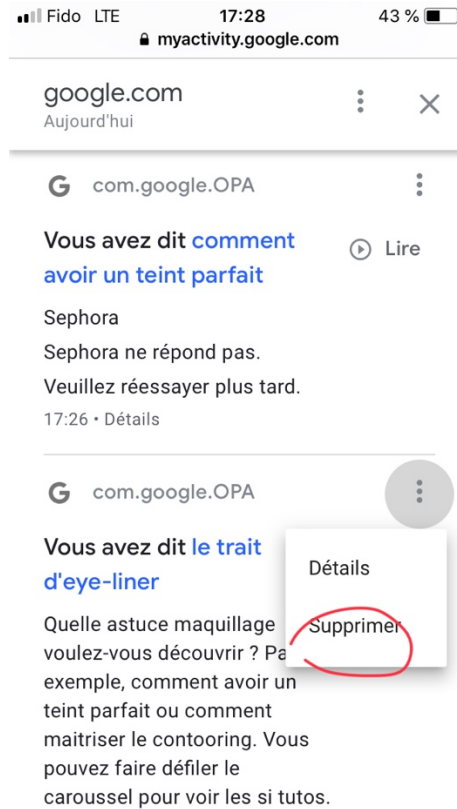 Fido LTE 17:28 43 %
myactivity.google.com
google.com
Aujourd'hui
G com.google.OPA
Vous avez dit comment
avoir un teint parfait
Lire
Sephora
Sephora ne répond pas.
Veuillez réessayer plus tard.
17:26 • Détails
G com.google.OPA
Vous avez dit le trait
d'eye-liner
Détails
Supprimer
Quelle astuce maquillage
voulez-vous découvrir ? Pa
exemple, comment avoir un
teint parfait ou comment
maitriser le contooring. Vous
pouvez faire défiler le
caroussel pour voir les si tutos.